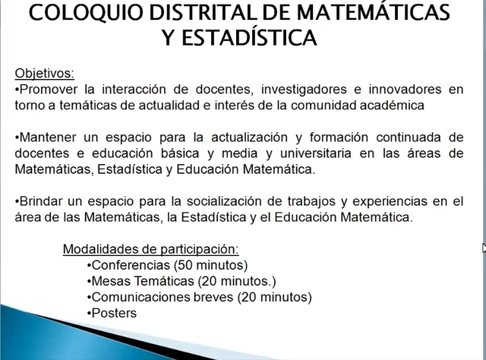 COLOQUIO DISTRITAL DE MATEMÁTICAS
Y ESTADÍSTICA
Objetivos:
•Promover la interacción de docentes, investigadores e innovadores en
torno a temáticas de actualidad e interés de la comunidad académica
•Mantener un espacio para la actualización y formación continuada de
docentes e educación básica y media y universitaria en las áreas de
Matemáticas, Estadística y Educación Matemática.
•Brindar un espacio para la socialización de trabajos y experiencias en el
área de las Matemáticas, la Estadística y el Educación Matemática.
Modalidades de participación:
•Conferencias (50 minutos)
•Mesas Temáticas (20 minutos.)
•Comunicaciones breves (20 minutos)
•Posters